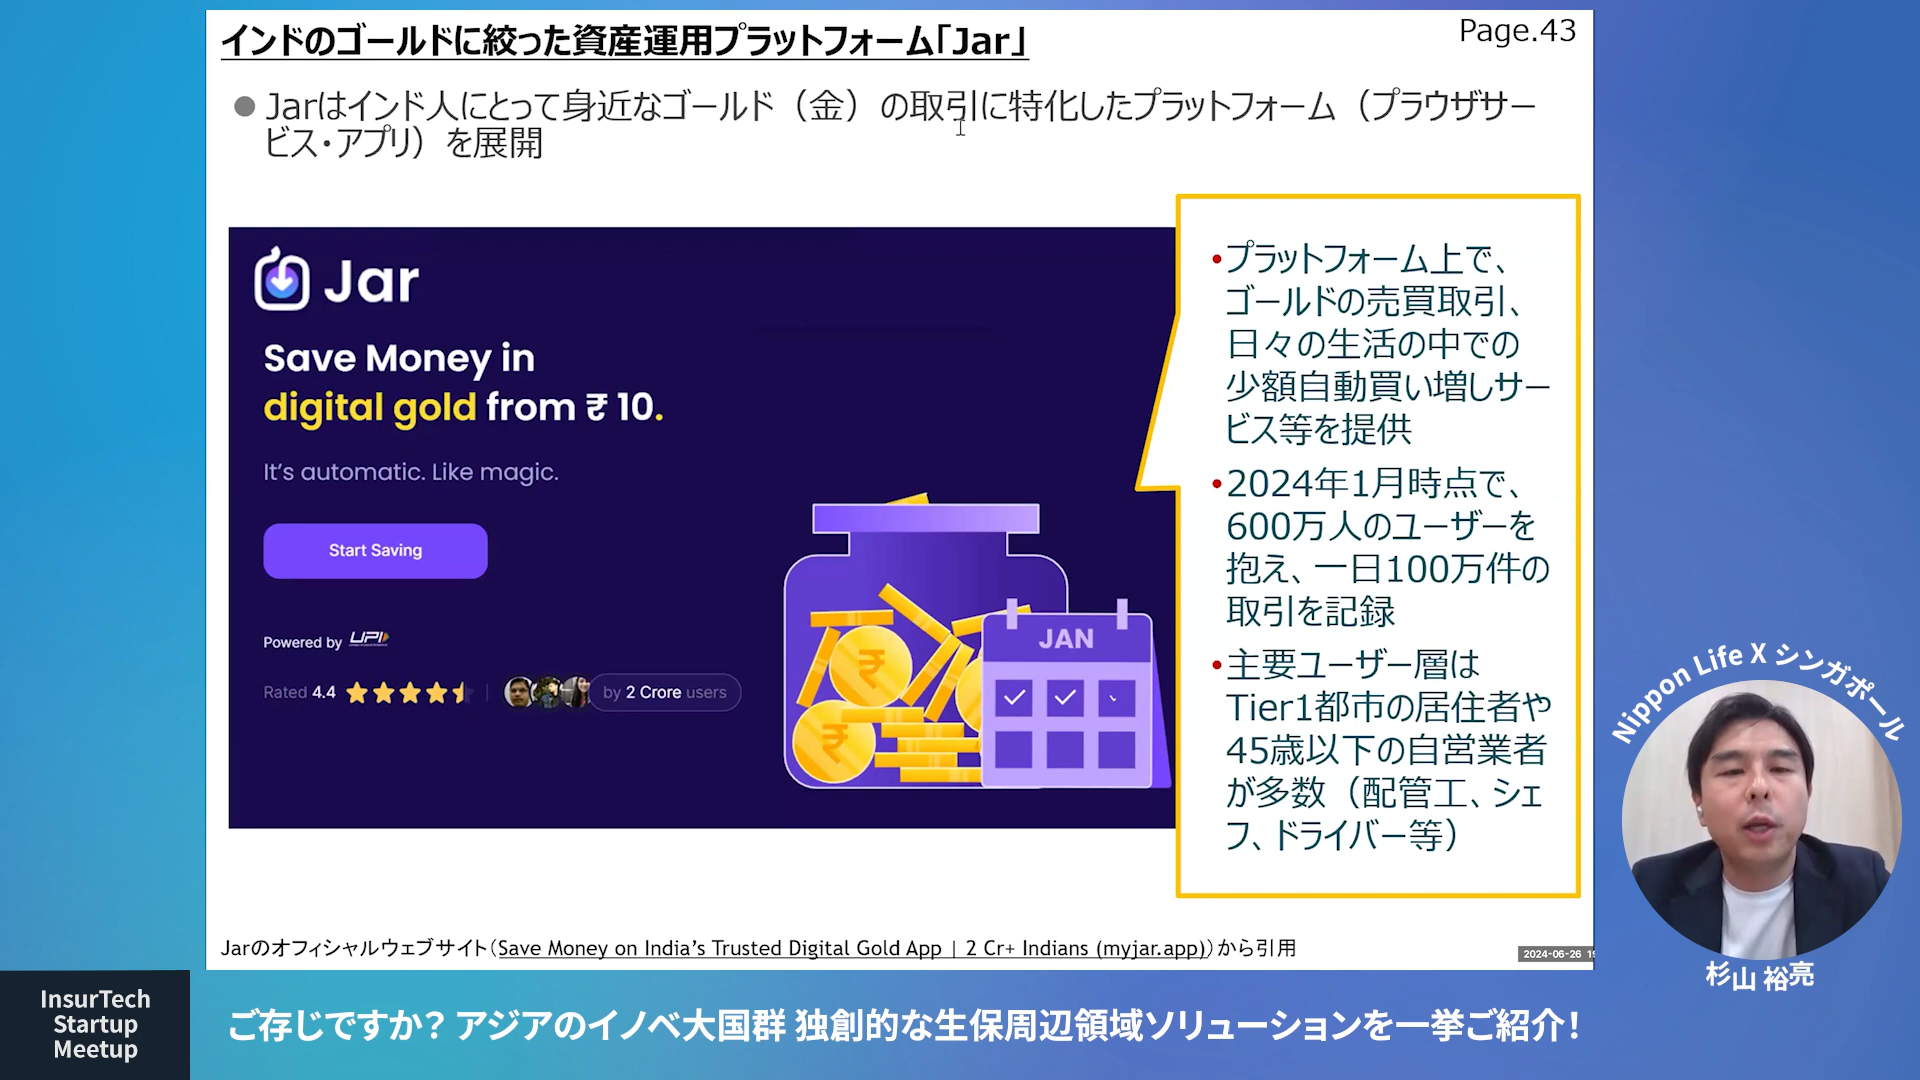 インドのゴールドに絞った資産運用プラットフォーム「Jar」
Page.43
●Jarはインド人にとって身近なゴールド（金）の取引に特化したプラットフォーム（ブラウザサー
ビス・アプリ）を展開
Jar
Save Money in
digital gold from ₹ 10.
It's automatic. Like magic.
Start Saving
Powered by UPI
Rated 4.4
by 2 Crore users
JAN
•プラットフォーム上で、
ゴールドの売買取引、
日々の生活の中での
少額自動買い増しサー
ビス等を提供
•2024年1月時点で、
600万人のユーザーを
抱え、一日100万件の
取引を記録
•主要ユーザー層は
Tier1都市の居住者や
45歳以下の自営業者
が多数（配管工、シェ
フ、ドライバー等）
Jarのオフィシャルウェブサイト（Save Money on India's Trusted Digital Gold App | 2 Cr+ Indians (myjar.app)）から引用
2024-06-26
Nippon Life X シンガポール
杉山 裕亮
InsurTech
Startup
Meetup
ご存じですか？ アジアのイノベ大国群 独創的な生保周辺領域ソリューションを一挙ご紹介！